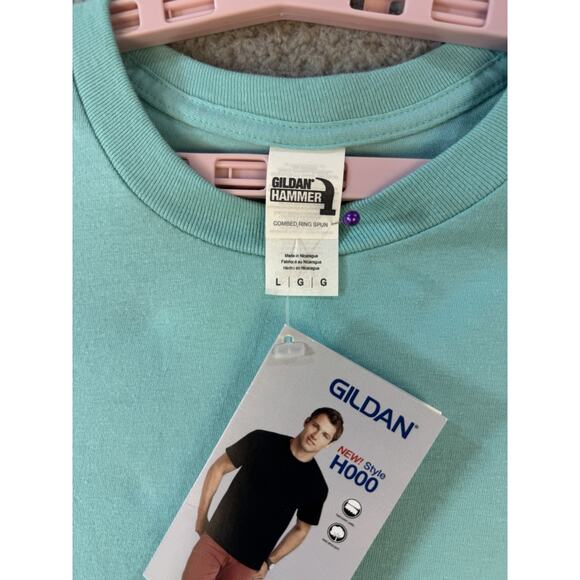 GILDAN®
HAMMER
COMBED RING SPUN
Made in Nicaragua
Fabriqué au Nicaragua
Hecho en Nicaragua
L | G | G
GILDAN®
NEW! Style
H000